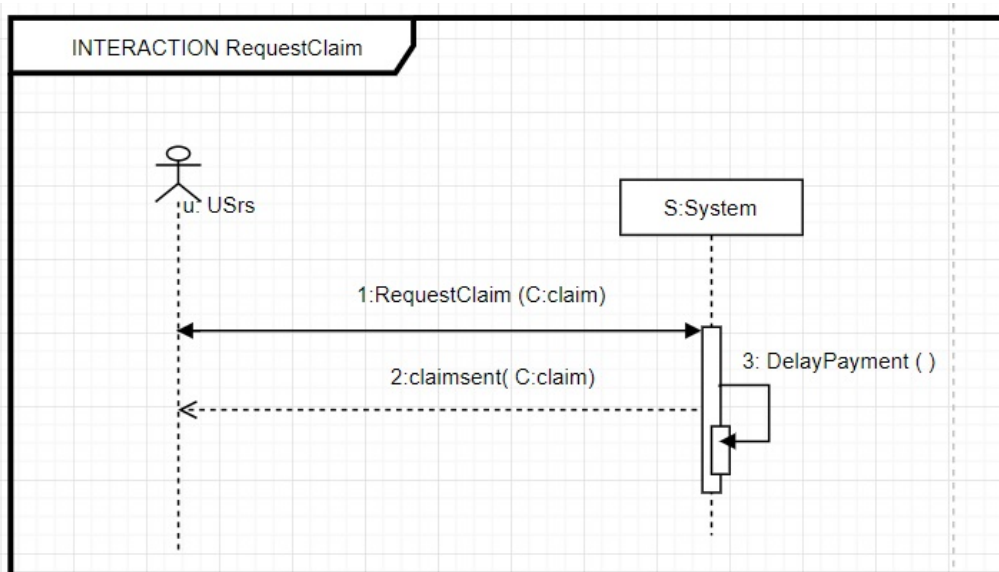 INTERACTION RequestClaim
u: USrs
S:System
1:RequestClaim (C:claim)
3: DelayPayment ( )
2:claimsent( C:claim)